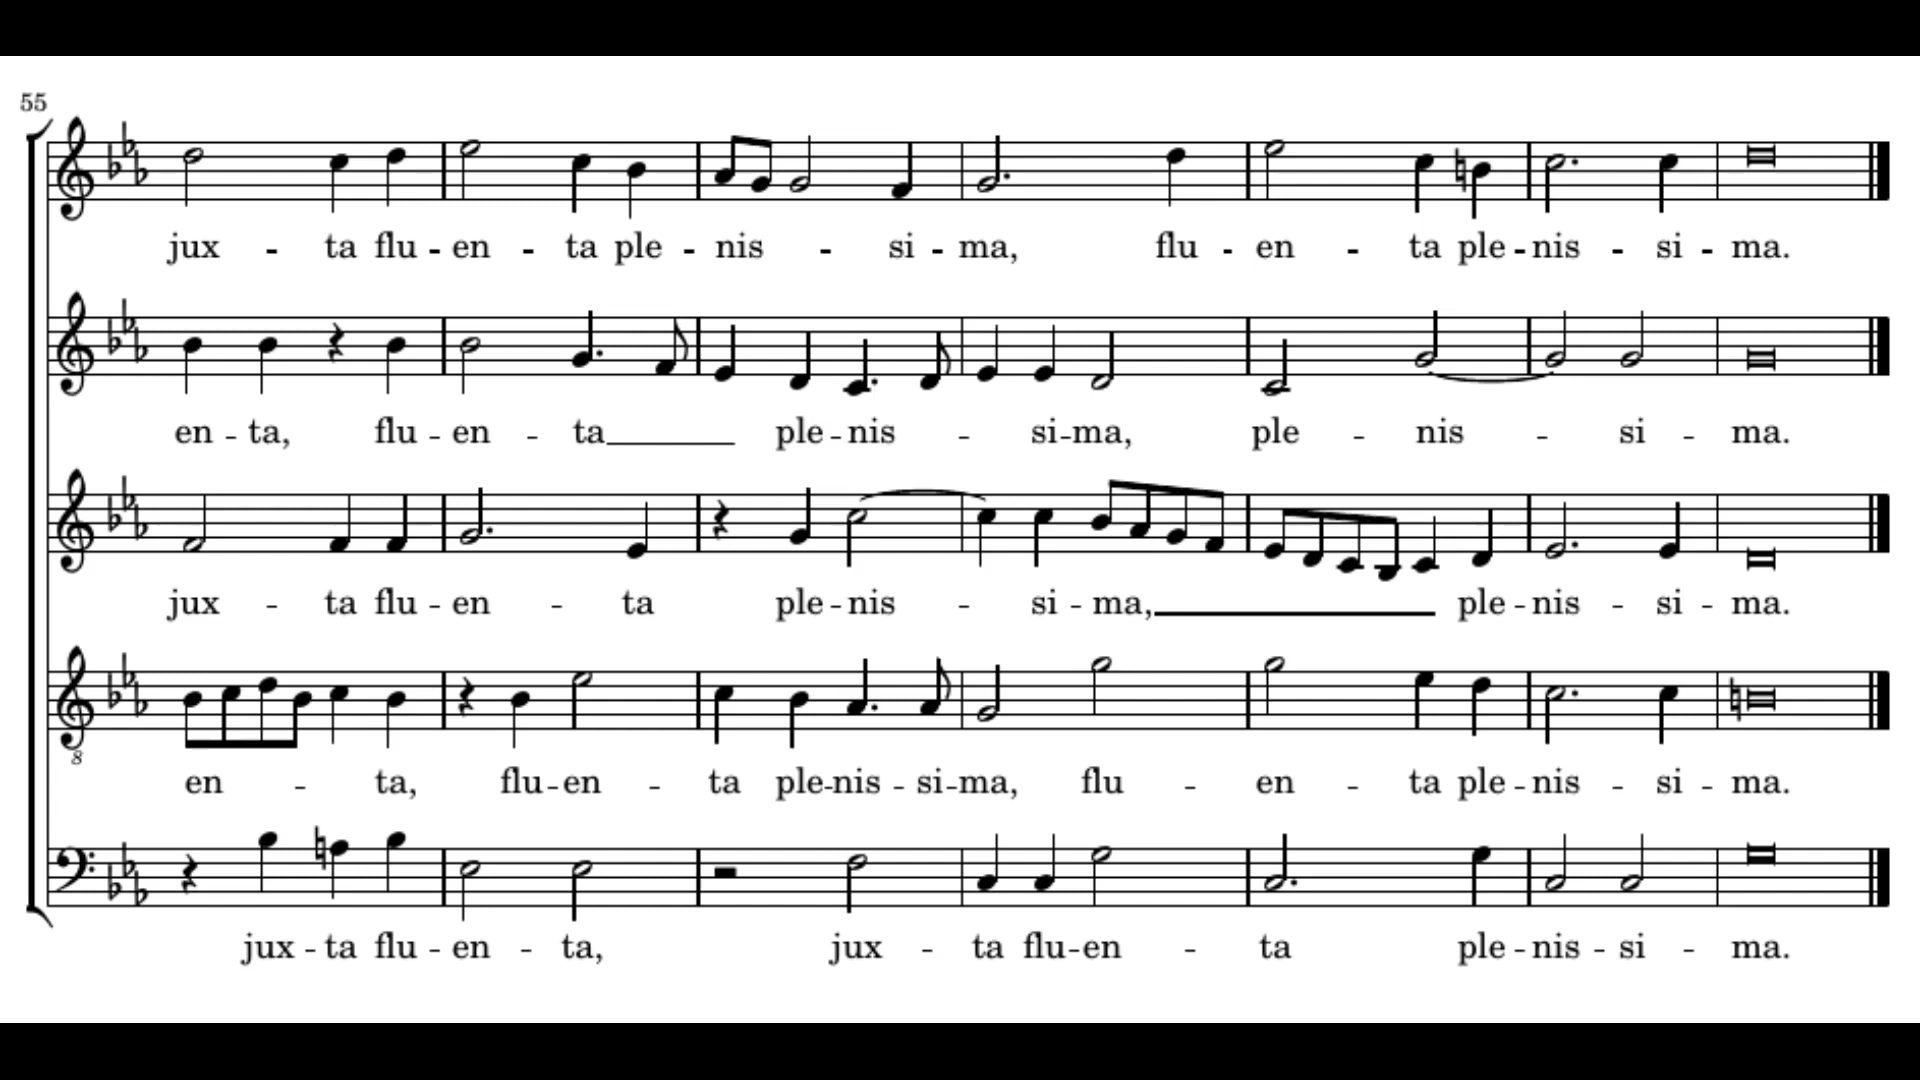 55
jux - ta flu - en - ta ple - nis - si - ma, flu - en - ta ple - nis - si - ma.
en - ta, flu - en - ta ple - nis - si - ma, ple - nis - si - ma.
jux - ta flu - en - ta ple - nis - si - ma, ple - nis - si - ma.
8
en - ta, flu - en - ta ple - nis - si - ma, flu - en - ta ple - nis - si - ma.
jux - ta flu - en - ta, jux - ta flu - en - ta ple - nis - si - ma.